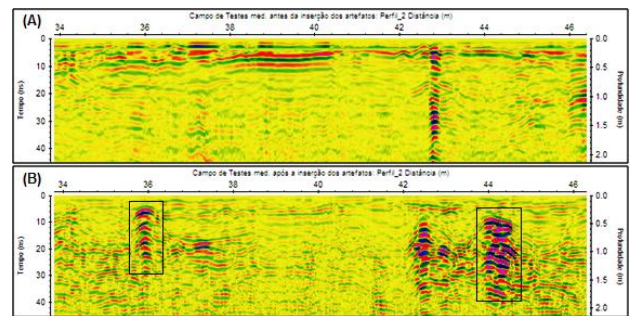 (A)
Campo de Testes med. antes da inserção dos artefatos: Perfil_2 Distância (m)
34 36 38 40 42 44 46
Tempo (ns)
10
20
30
40
0.0
0.5
1.0
1.5
2.0
Profundidade (m)
(B)
Campo de Testes med. após a inserção dos artefatos: Perfil_2 Distância (m)
34 36 38 40 42 44 46
Tempo (ns)
10
20
30
40
0.0
0.5
1.0
1.5
2.0
Profundidade (m)